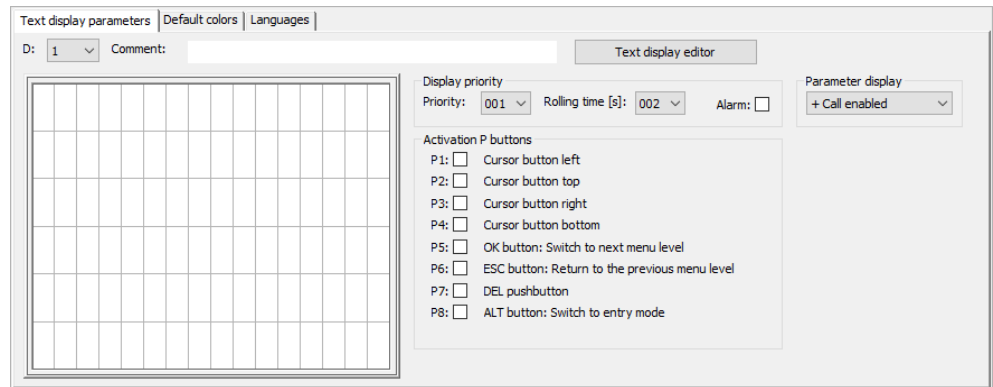 Text display parameters Default colors Languages
D: 1 Comment: Text display editor
Display priority
Priority: 001 Rolling time [s]: 002 Alarm:
Parameter display
+ Call enabled
Activation P buttons
P1: Cursor button left
P2: Cursor button top
P3: Cursor button right
P4: Cursor button bottom
P5: OK button: Switch to next menu level
P6: ESC button: Return to the previous menu level
P7: DEL pushbutton
P8: ALT button: Switch to entry mode